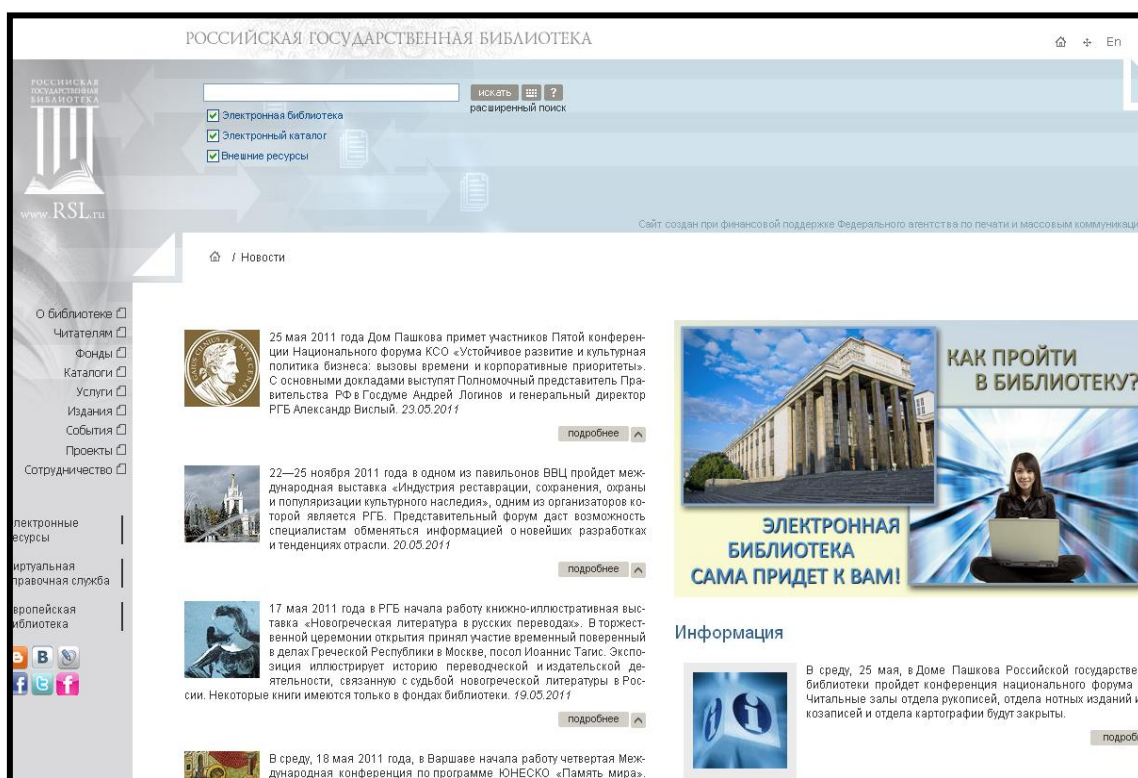 РОССИЙСКАЯ ГОСУДАРСТВЕННАЯ БИБЛИОТЕКА
En
РОССИЙСКАЯ
ГОСУДАРСТВЕННАЯ
БИБЛИОТЕКА
www.RSL.ru
искать ?
расширенный поиск
Электронная библиотека
Электронный каталог
Внешние ресурсы
Сайт создан при финансовой поддержке Федерального агентства по печати и массовым коммуникаци
/ Новости
О библиотеке
Читателям
Фонды
Каталоги
Услуги
Издания
События
Проекты
Сотрудничество
лектронные
есурсы
иртуальная
правочная служба
вропейская
иблиотека
25 мая 2011 года Дом Пашкова примет участников Пятой конферен-
ции Национального форума КСО «Устойчивое развитие и культурная
политика бизнеса: вызовы времени и корпоративные приоритеты».
С основными докладами выступят Полномочный представитель Пра-
вительства РФ в Госдуме Андрей Логинов и генеральный директор
РГБ Александр Вислый. 23.05.2011
подробнее
22—25 ноября 2011 года в одном из павильонов ВВЦ пройдет меж-
дународная выставка «Индустрия реставрации, сохранения, охраны
и популяризации культурного наследия», одним из организаторов ко-
торой является РГБ. Представительный форум даст возможность
специалистам обменяться информацией о новейших разработках
и тенденциях отрасли. 20.05.2011
подробнее
17 мая 2011 года в РГБ начала работу книжно-иллюстративная выс-
тавка «Новогреческая литература в русских переводах». В торжест-
венной церемонии открытия принял участие временный поверенный
в делах Греческой Республики в Москве, посол Иоаннис Тагис. Экспо-
зиция иллюстрирует историю переводческой и издательской де-
ятельности, связанную с судьбой новогреческой литературы в Рос-
сии. Некоторые книги имеются только в фондах библиотеки. 19.05.2011
подробнее
В среду, 18 мая 2011 года, в Варшаве начала работу четвертая Меж-
дународная конференция по программе ЮНЕСКО «Память мира».
КАК ПРОЙТИ
В БИБЛИОТЕКУ?
ЭЛЕКТРОННАЯ
БИБЛИОТЕКА
САМА ПРИДЕТ К ВАМ!
Информация
В среду, 25 мая, в Доме Пашкова Российской государстве
библиотеки пройдет конференция национального форума
Читальные залы отдела рукописей, отдела нотных изданий и
козаписей и отдела картографии будут закрыты.
подробн